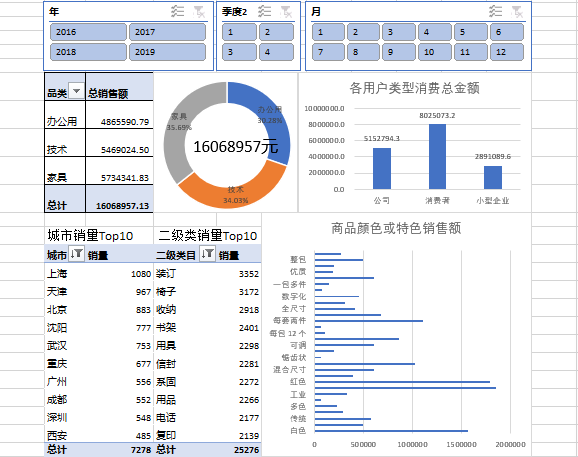 年
2016 2017
2018 2019
季度2
1 2
3 4
月
1 2 3 4 5 6
7 8 9 10 11 12
品类 总销售额
办公用 4865590.79
技术 5469024.50
家具 5734341.83
总计 16068957.13
办公用
30.28%
家具
35.69%
16068957元
技术
34.03%
各用户类型消费总金额
10000000.0
8000000.0
6000000.0
4000000.0
2000000.0
0.0
5152794.3
8025073.2
2891089.6
公司 消费者 小型企业
城市销量Top10
城市 销量
上海 1080
天津 967
北京 883
沈阳 777
武汉 753
重庆 677
广州 556
成都 552
深圳 548
西安 485
总计 7278
二级类销量Top10
二级类目 销量
装订 3352
椅子 3172
收纳 2918
书架 2401
用具 2298
信封 2281
系固 2272
用品 2266
电话 2177
复印 2139
总计 25276
商品颜色或特色销售额
整包
优质
一包多件
数字化
全尺寸
每套两件
每包 12 个
可调
锯齿状
混合尺寸
红色
工业
多色
传统
白色
0 500000 1000000 1500000 2000000